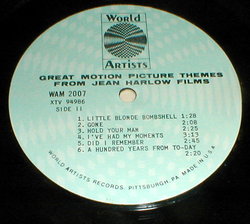 World
ARTISTS
GREAT MOTION PICTURE THEMES
FROM JEAN HARLOW FILMS
WAM 2007
XTV 94986
SIDE II
1. LITTLE BLONDE BOMBSHELL 1:28
2. GONE 2:08
3. HOLD YOUR MAN 2:25
4. I'VE HAD MY MOMENTS 3:13
5. DID I REMEMBER 2:45
6. A HUNDRED YEARS FROM TO-DAY
2:20
WORLD ARTISTS RECORDS, PITTSBURGH, PA. MADE IN U.S.A.